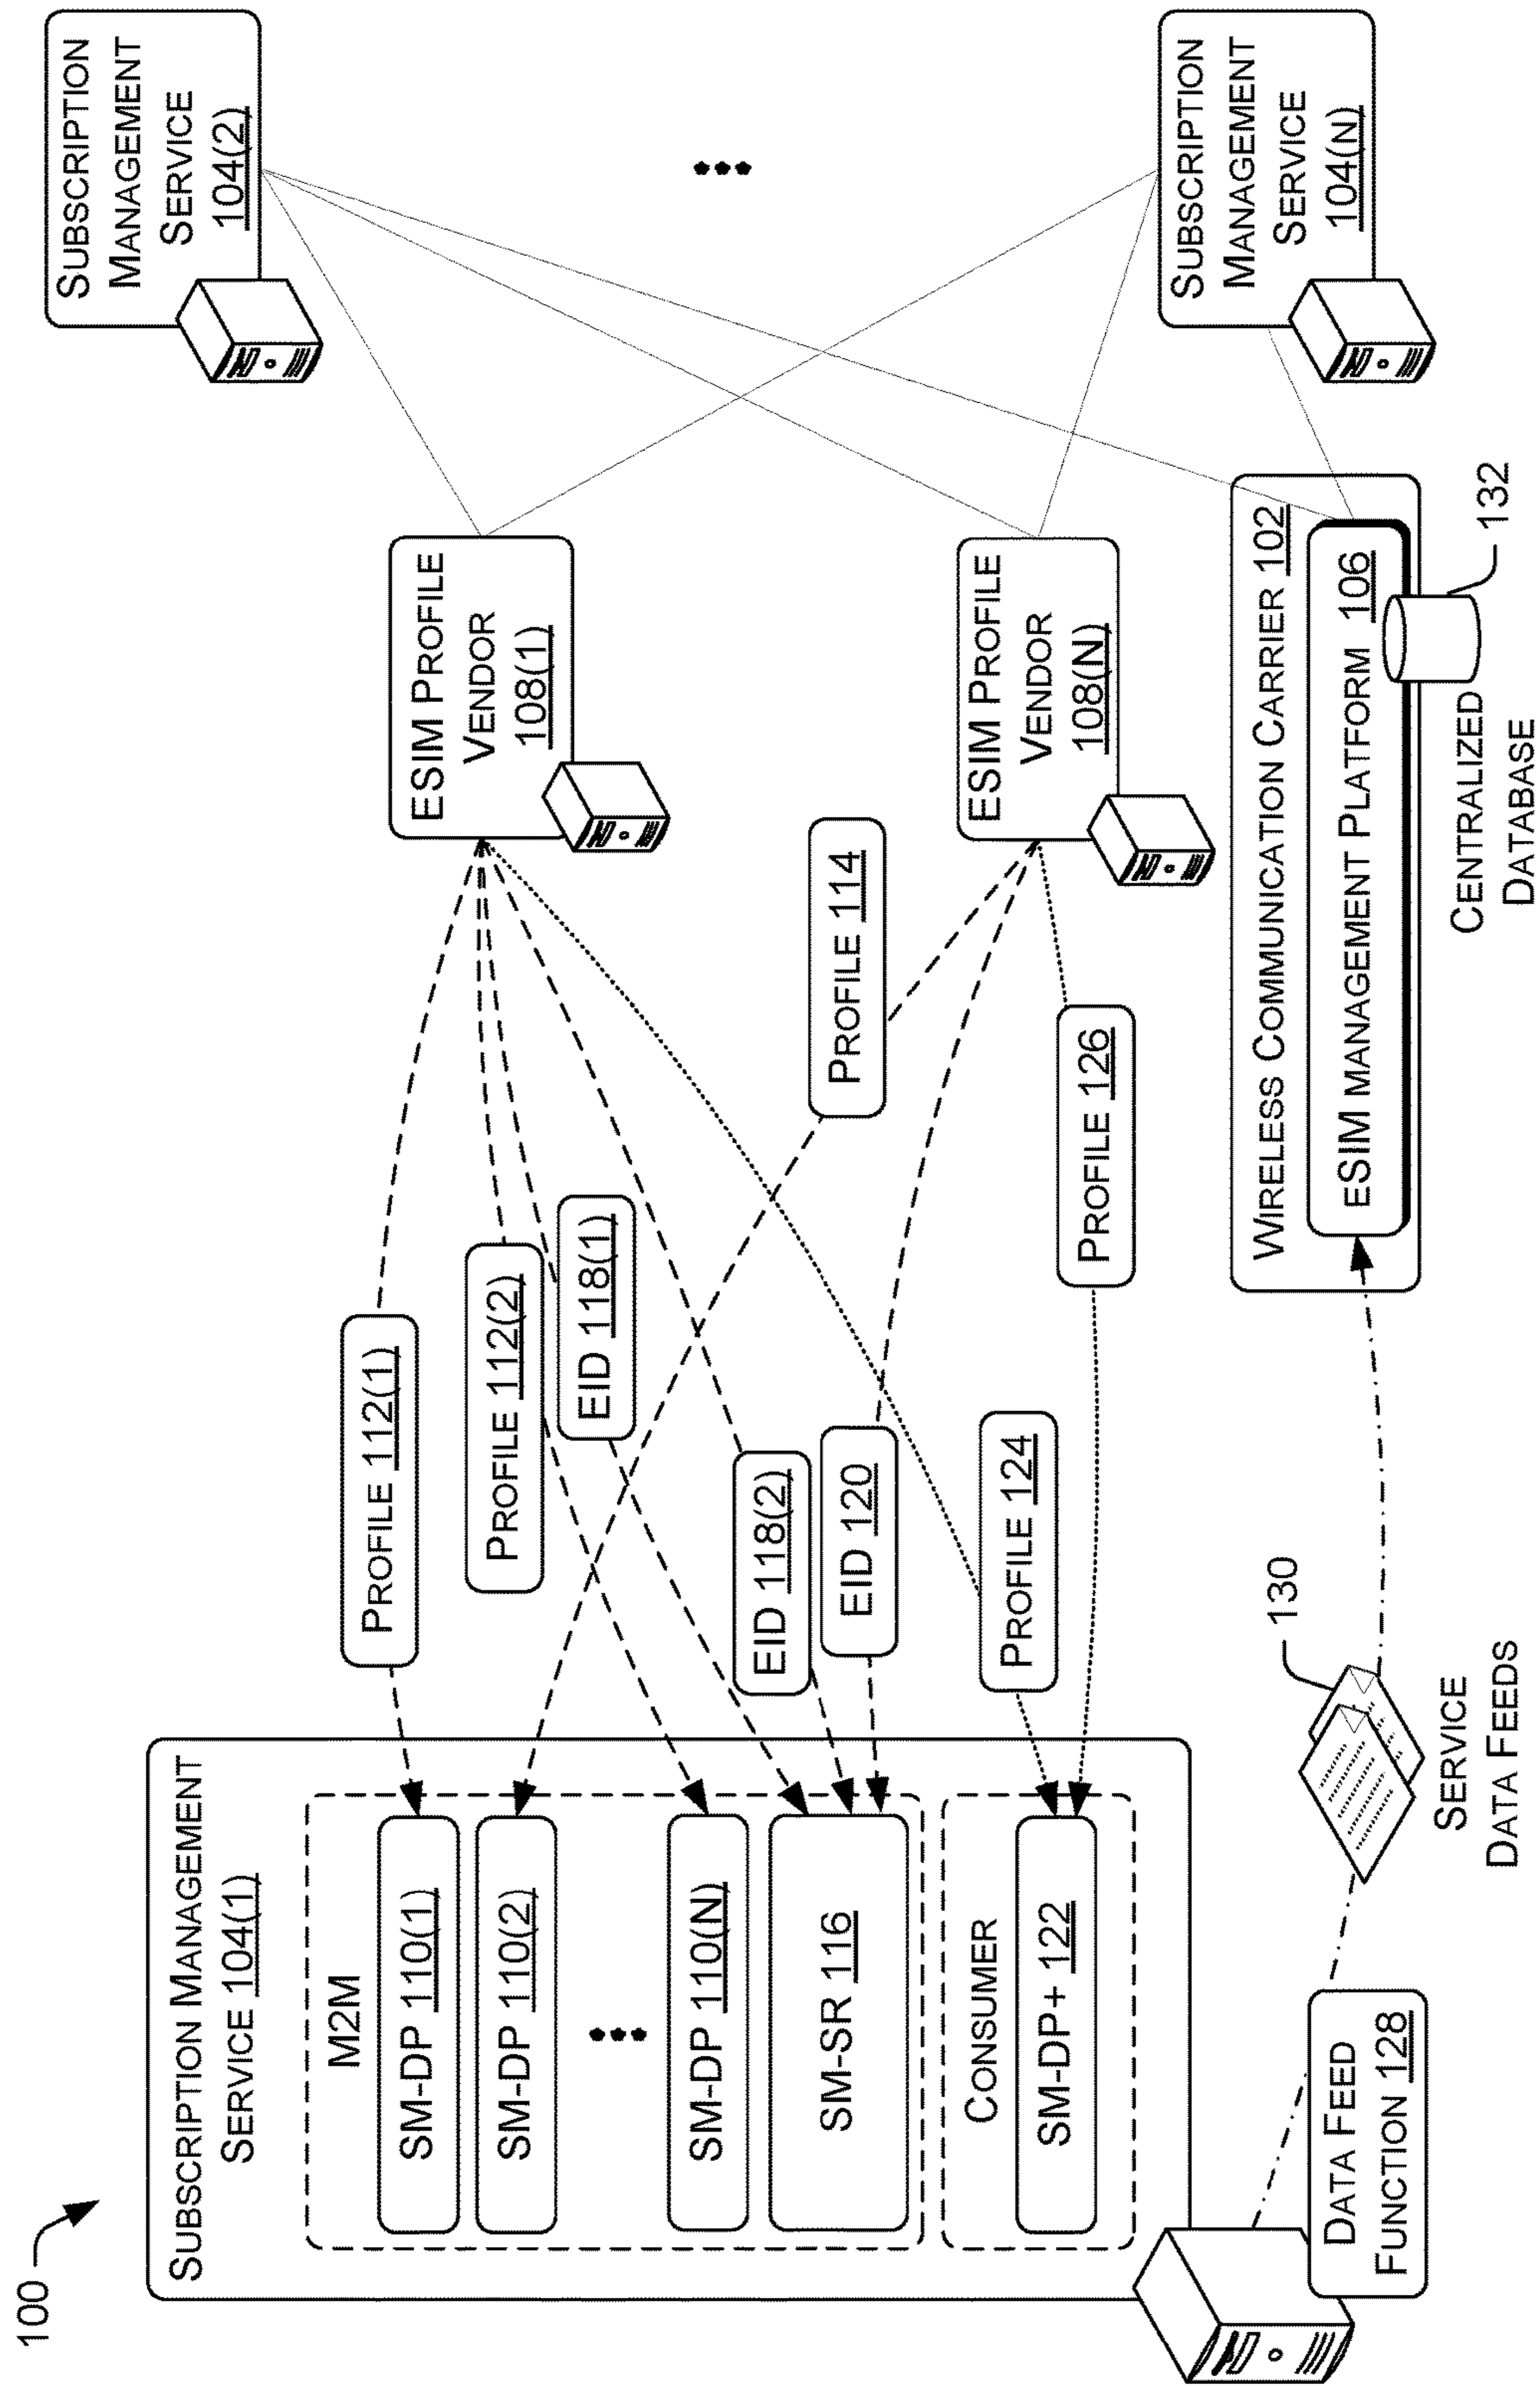 100
SUBSCRIPTION MANAGEMENT
SERVICE 104(1)
M2M
SM-DP 110(1)
SM-DP 110(2)
•••
SM-DP 110(N)
SM-SR 116
CONSUMER
SM-DP+ 122
DATA FEED
FUNCTION 128
PROFILE 112(1)
PROFILE 112(2)
EID 118(1)
EID 118(2)
EID 120
PROFILE 124
PROFILE 114
PROFILE 126
130
SERVICE
DATA FEEDS
ESIM PROFILE
VENDOR
108(1)
ESIM PROFILE
VENDOR
108(N)
WIRELESS COMMUNICATION CARRIER 102
ESIM MANAGEMENT PLATFORM 106
132
CENTRALIZED
DATABASE
SUBSCRIPTION
MANAGEMENT
SERVICE
104(2)
•••
SUBSCRIPTION
MANAGEMENT
SERVICE
104(N)